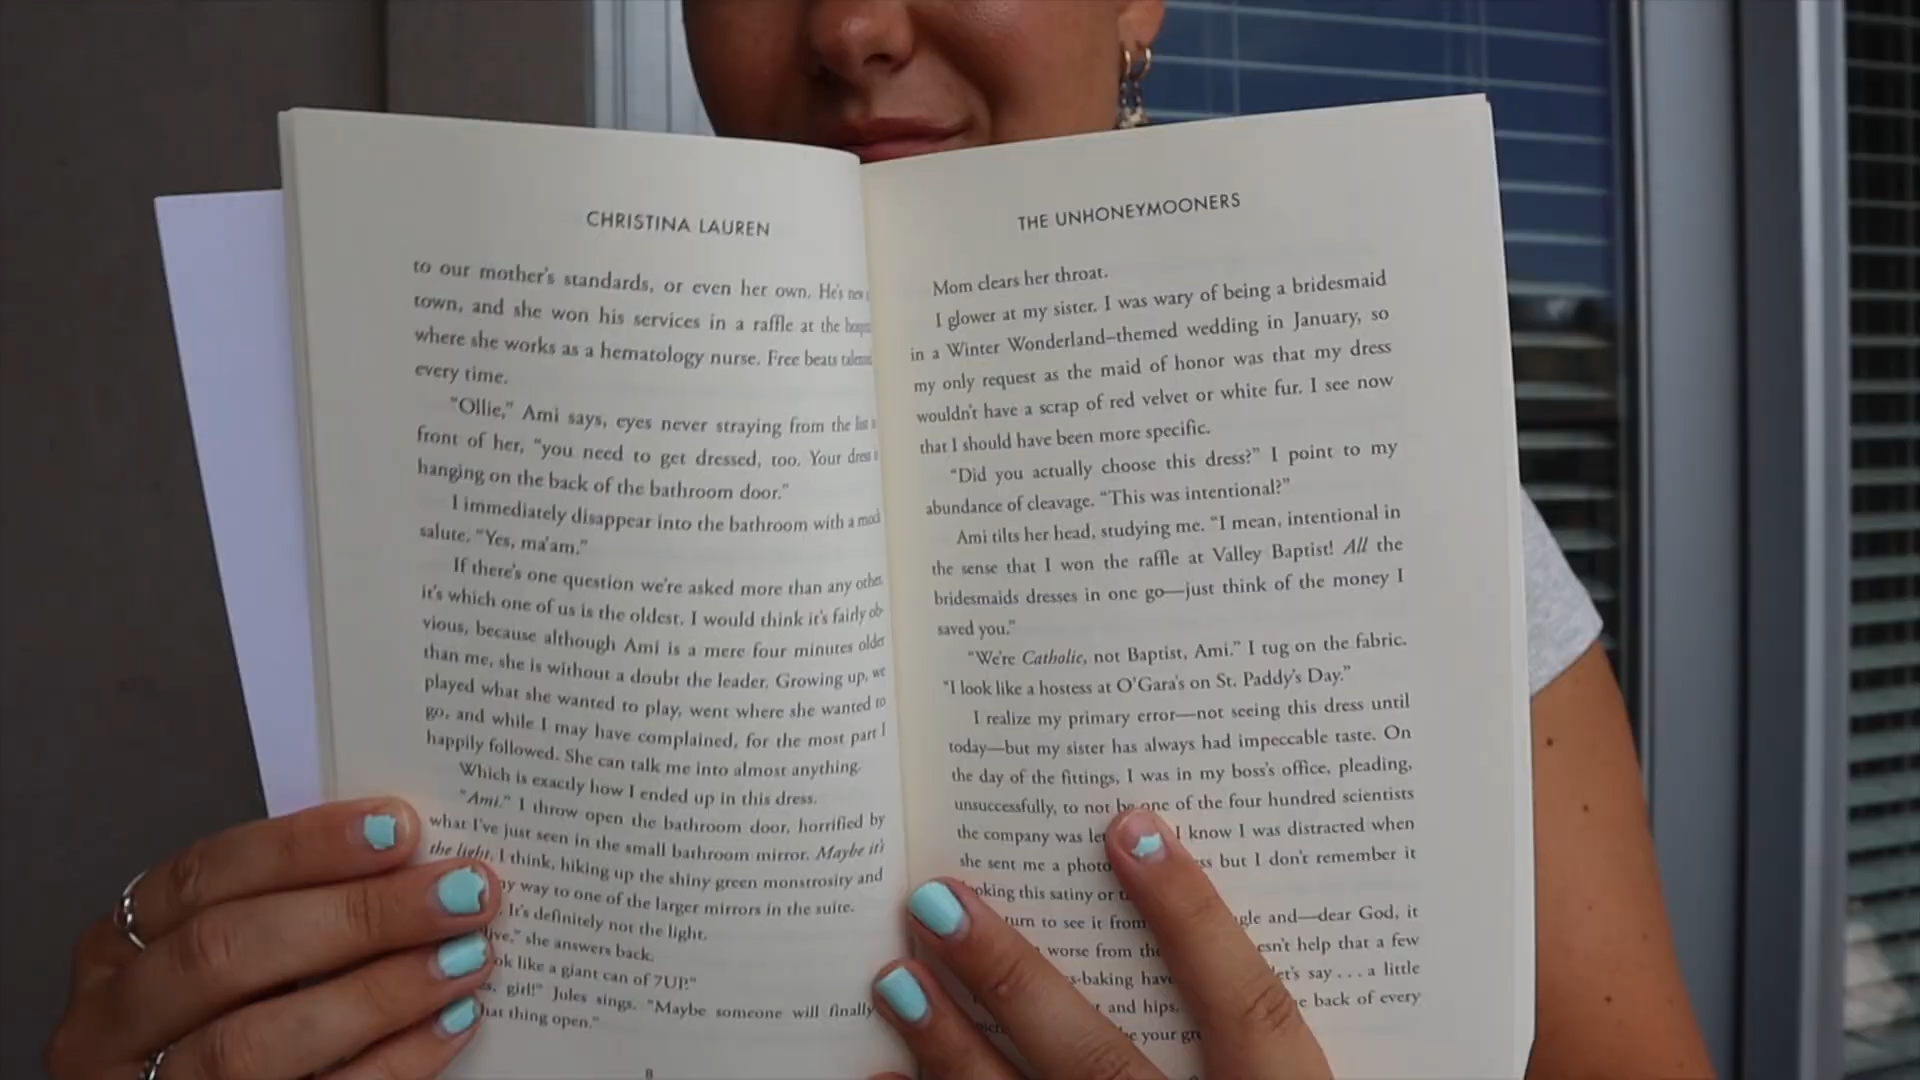 CHRISTINA LAUREN
to our mother's standards, or even her own. He's new
town, and she won his services in a raffle at the
where she works as a hematology nurse. Free beats
every time.
"Ollie," Ami says, eyes never straying from the list
front of her, "you need to get dressed, too. Your dress
hanging on the back of the bathroom door."
I immediately disappear into the bathroom with a mock
salute. "Yes, ma'am."
If there's one question we're asked more than any other,
it's which one of us is the oldest. I would think it's fairly ob-
vious, because although Ami is a mere four minutes older
than me, she is without a doubt the leader. Growing up, we
played what she wanted to play, went where she wanted to
go, and while I may have complained, for the most part I
happily followed. She can talk me into almost anything.
Which is exactly how I ended up in this dress.
"Ami." I throw open the bathroom door, horrified by
what I've just seen in the small bathroom mirror. Maybe it's
the light, I think, hiking up the shiny green monstrosity and
way to one of the larger mirrors in the suite.
It's definitely not the light.
she answers back.
like a giant can of 7UP."
girl!" Jules sings. "Maybe someone will finally
thing open."
8
THE UNHONEYMOONERS
Mom clears her throat.
I glower at my sister. I was wary of being a bridesmaid
in a Winter Wonderland–themed wedding in January, so
my only request as the maid of honor was that my dress
wouldn't have a scrap of red velvet or white fur. I see now
that I should have been more specific.
"Did you actually choose this dress?" I point to my
abundance of cleavage. "This was intentional?"
Ami tilts her head, studying me. "I mean, intentional in
the sense that I won the raffle at Valley Baptist! All the
bridesmaids dresses in one go—just think of the money I
saved you."
"We're Catholic, not Baptist, Ami." I tug on the fabric.
"I look like a hostess at O'Gara's on St. Paddy's Day."
I realize my primary error—not seeing this dress until
today—but my sister has always had impeccable taste. On
the day of the fittings, I was in my boss's office, pleading,
unsuccessfully, to not be one of the four hundred scientists
the company was I know I was distracted when
she sent me a photo but I don't remember it
looking this satiny or
turn to see it from and—dear God, it
worse from the help that a few
-baking have let's say . . . a little
and hips. back of every
your